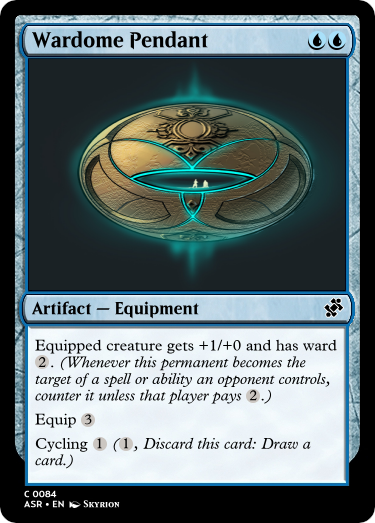 Wardome Pendant
Artifact — Equipment
Equipped creature gets +1/+0 and has ward
2. (Whenever this permanent becomes the
target of a spell or ability an opponent controls,
counter it unless that player pays 2.)
Equip 3
Cycling 1 (1, Discard this card: Draw a
card.)
C 0084
ASR • EN Skyrion